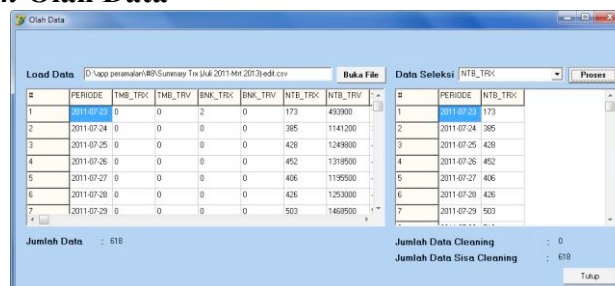 Olah Data
Olah Data
Load Data D:\app peramalan\#8\Summary Trx (Juli 2011-Mrt 2013)-edit.csv Buka File Data Seleksi NTB_TRX Proses
# PERIODE TMB_TRX TMB_TRV BNK_TRX BNK_TRV NTB_TRX NTB_TRV # PERIODE NTB_TRX
1 2011-07-23 0 0 2 0 173 493900 1 2011-07-23 173
2 2011-07-24 0 0 0 0 385 1141200 2 2011-07-24 385
3 2011-07-25 0 0 0 0 428 1249800 3 2011-07-25 428
4 2011-07-26 0 0 0 0 452 1318500 4 2011-07-26 452
5 2011-07-27 0 0 0 0 406 1195500 5 2011-07-27 406
6 2011-07-28 0 0 0 0 426 1253000 6 2011-07-28 426
7 2011-07-29 0 0 0 0 503 1468500 7 2011-07-29 503
Jumlah Data : 618 Jumlah Data Cleaning : 0
Jumlah Data Sisa Cleaning : 618
Tutup